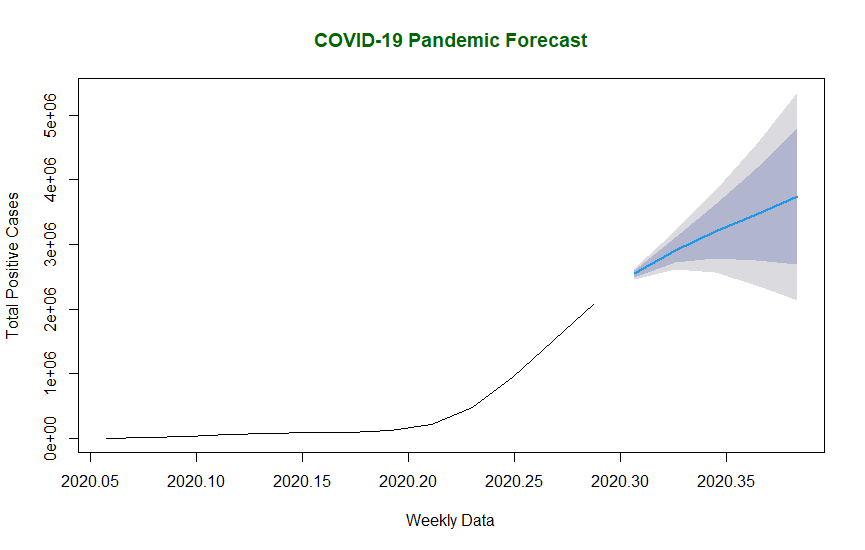 COVID-19 Pandemic Forecast
Total Positive Cases
5e+06
4e+06
3e+06
2e+06
1e+06
0e+00
2020.05 2020.10 2020.15 2020.20 2020.25 2020.30 2020.35
Weekly Data